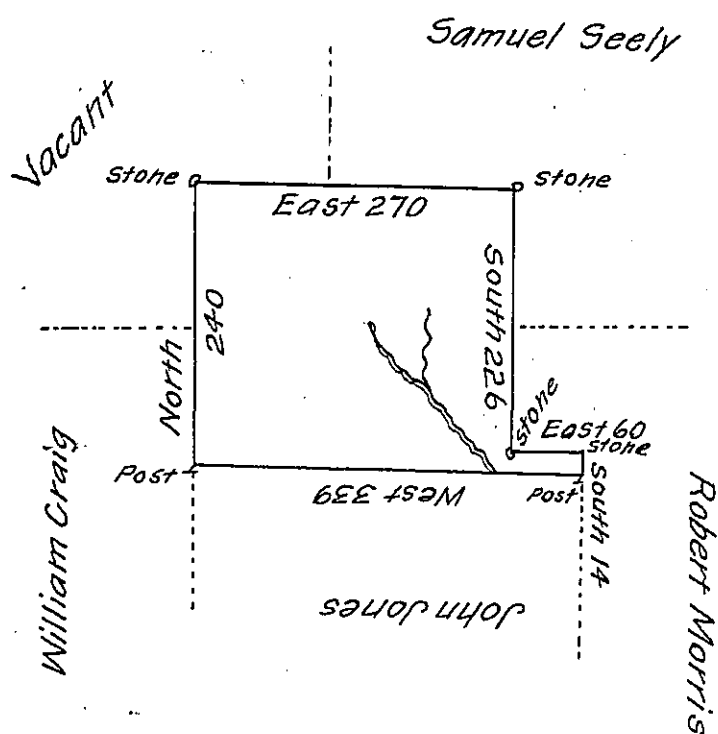 Samuel Seely
Vacant
Stone
Stone
East 270
South 226
North 240
stone
East 60
stone
Post
West 339
Post
South 14
William Craig
Robert Morris
John Jones